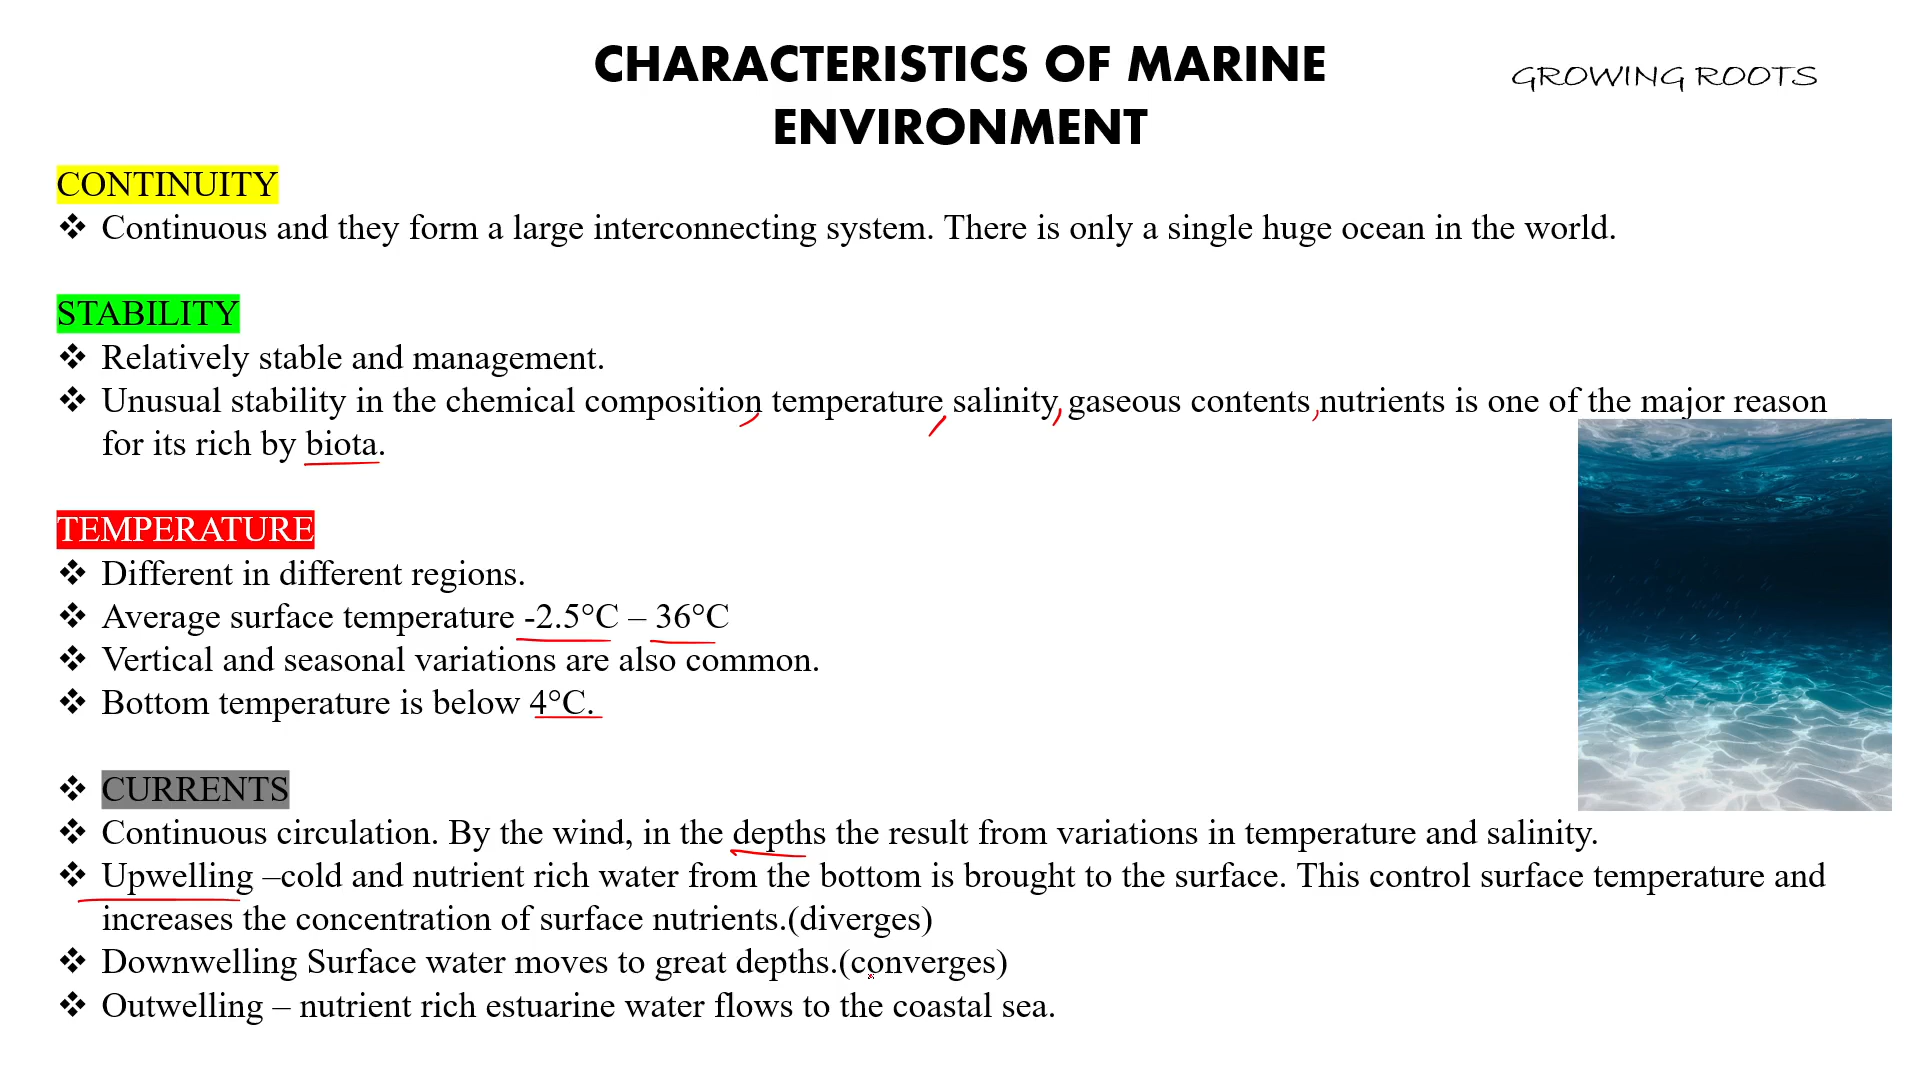 CHARACTERISTICS OF MARINE
ENVIRONMENT
GROWING ROOTS
CONTINUITY
❖ Continuous and they form a large interconnecting system. There is only a single huge ocean in the world.
STABILITY
❖ Relatively stable and management.
❖ Unusual stability in the chemical composition, temperature, salinity, gaseous contents,nutrients is one of the major reason
for its rich by biota.
TEMPERATURE
❖ Different in different regions.
❖ Average surface temperature -2.5°C – 36°C
❖ Vertical and seasonal variations are also common.
❖ Bottom temperature is below 4°C.
❖ CURRENTS
❖ Continuous circulation. By the wind, in the depths the result from variations in temperature and salinity.
❖ Upwelling –cold and nutrient rich water from the bottom is brought to the surface. This control surface temperature and
increases the concentration of surface nutrients.(diverges)
❖ Downwelling Surface water moves to great depths.(converges)
❖ Outwelling – nutrient rich estuarine water flows to the coastal sea.